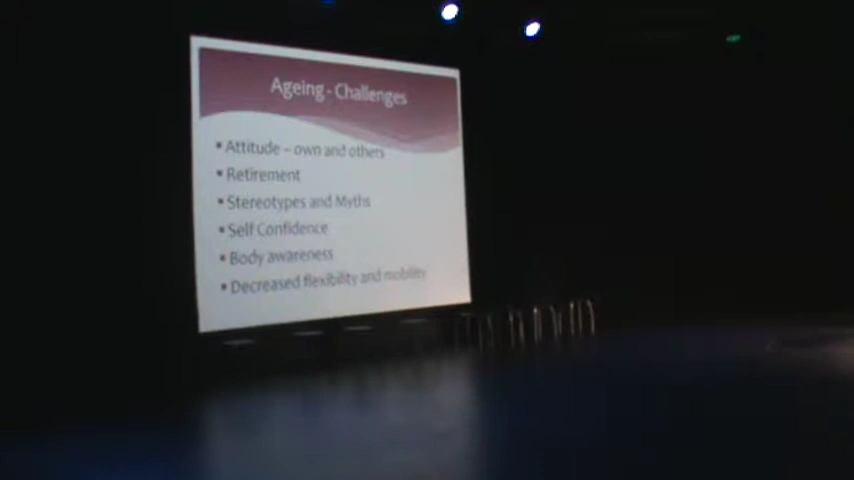 Ageing - Challenges
▪ Attitude – own and others
▪ Retirement
▪ Stereotypes and Myths
▪ Self Confidence
▪ Body awareness
▪ Decreased flexibility and mobility